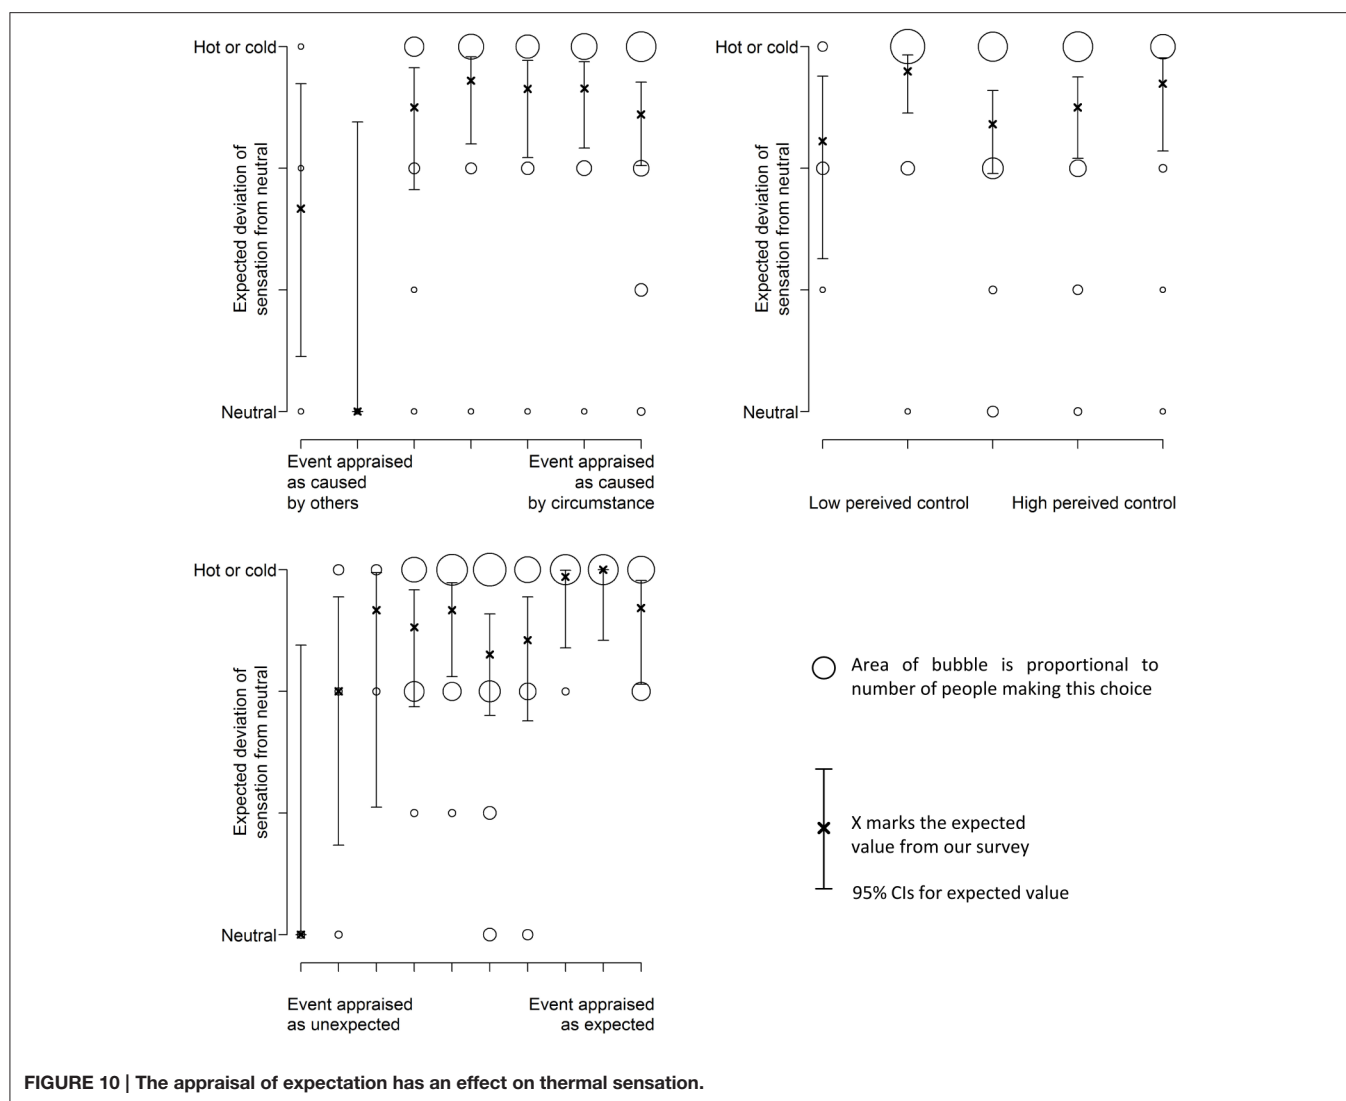 Hot or cold
Neutral
Expected deviation of
sensation from neutral
Event appraised
as caused
by others
Event appraised
as caused
by circumstance
Hot or cold
Neutral
Expected deviation of
sensation from neutral
Low pereived control
High pereived control
Hot or cold
Neutral
Expected deviation of
sensation from neutral
Event appraised
as unexpected
Event appraised
as expected
Area of bubble is proportional to
number of people making this choice
X marks the expected
value from our survey
95% CIs for expected value
FIGURE 10 | The appraisal of expectation has an effect on thermal sensation.